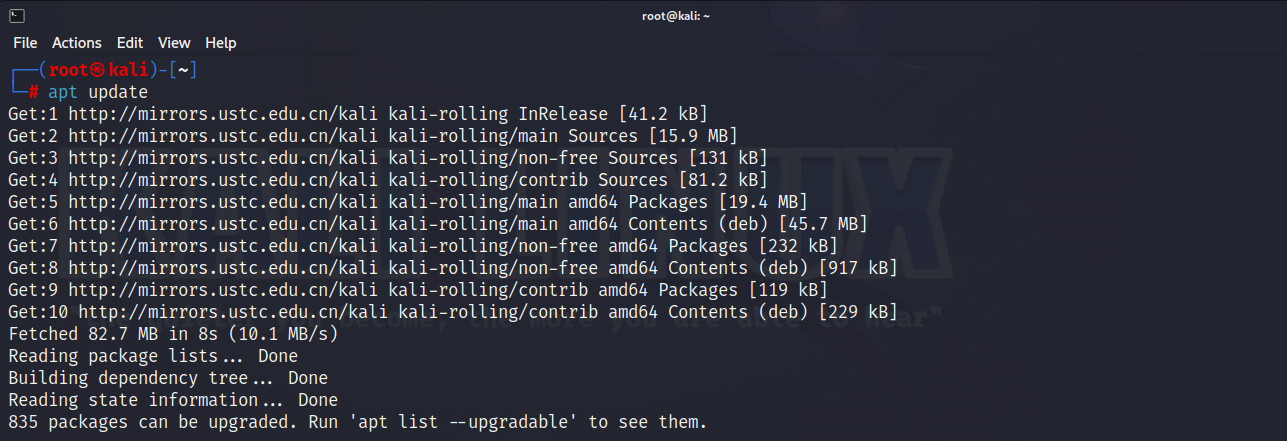 root@kali: ~
File Actions Edit View Help
┌──(root㉿kali)-[~]
└─# apt update
Get:1 http://mirrors.ustc.edu.cn/kali kali-rolling InRelease [41.2 kB]
Get:2 http://mirrors.ustc.edu.cn/kali kali-rolling/main Sources [15.9 MB]
Get:3 http://mirrors.ustc.edu.cn/kali kali-rolling/non-free Sources [131 kB]
Get:4 http://mirrors.ustc.edu.cn/kali kali-rolling/contrib Sources [81.2 kB]
Get:5 http://mirrors.ustc.edu.cn/kali kali-rolling/main amd64 Packages [19.4 MB]
Get:6 http://mirrors.ustc.edu.cn/kali kali-rolling/main amd64 Contents (deb) [45.7 MB]
Get:7 http://mirrors.ustc.edu.cn/kali kali-rolling/non-free amd64 Packages [232 kB]
Get:8 http://mirrors.ustc.edu.cn/kali kali-rolling/non-free amd64 Contents (deb) [917 kB]
Get:9 http://mirrors.ustc.edu.cn/kali kali-rolling/contrib amd64 Packages [119 kB]
Get:10 http://mirrors.ustc.edu.cn/kali kali-rolling/contrib amd64 Contents (deb) [229 kB]
Fetched 82.7 MB in 8s (10.1 MB/s)
Reading package lists... Done
Building dependency tree... Done
Reading state information... Done
835 packages can be upgraded. Run 'apt list --upgradable' to see them.
become, the more you are able to hear"